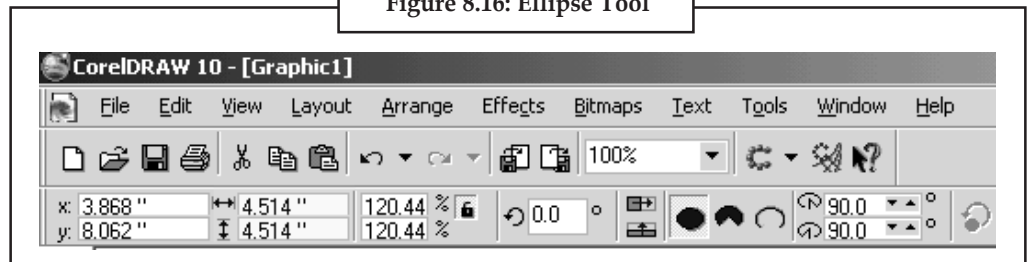 Figure 8.16: Ellipse Tool
CorelDRAW 10 - [Graphic1]
File Edit View Layout Arrange Effects Bitmaps Text Tools Window Help
100%
x: 3.868 " 4.514 " 120.44 % 0.0 ° 90.0 °
y: 8.062 " 4.514 " 120.44 % 90.0 °